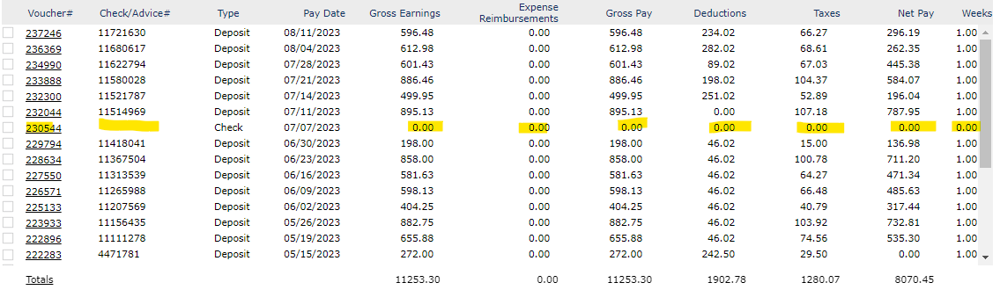 Voucher# Check/Advice# Type Pay Date Gross Earnings Expense Reimbursements Gross Pay Deductions Taxes Net Pay Weeks
237246 11721630 Deposit 08/11/2023 596.48 0.00 596.48 234.02 66.27 296.19 1.00
236369 11680617 Deposit 08/04/2023 612.98 0.00 612.98 282.02 68.61 262.35 1.00
234990 11622794 Deposit 07/28/2023 601.43 0.00 601.43 89.02 67.03 445.38 1.00
233888 11580028 Deposit 07/21/2023 886.46 0.00 886.46 198.02 104.37 584.07 1.00
232300 11521787 Deposit 07/14/2023 499.95 0.00 499.95 251.02 52.89 196.04 1.00
232044 11514969 Deposit 07/11/2023 895.13 0.00 895.13 0.00 107.18 787.95 1.00
230544 Check 07/07/2023 0.00 0.00 0.00 0.00 0.00 0.00 0.00
229794 11418041 Deposit 06/30/2023 198.00 0.00 198.00 46.02 15.00 136.98 1.00
228634 11367504 Deposit 06/23/2023 858.00 0.00 858.00 46.02 100.78 711.20 1.00
227550 11313539 Deposit 06/16/2023 581.63 0.00 581.63 46.02 64.27 471.34 1.00
226571 11265988 Deposit 06/09/2023 598.13 0.00 598.13 46.02 66.48 485.63 1.00
225133 11207569 Deposit 06/02/2023 404.25 0.00 404.25 46.02 40.79 317.44 1.00
223933 11156435 Deposit 05/26/2023 882.75 0.00 882.75 46.02 103.92 732.81 1.00
222896 11111278 Deposit 05/19/2023 655.88 0.00 655.88 46.02 74.56 535.30 1.00
222283 4471781 Deposit 05/15/2023 272.00 0.00 272.00 242.50 29.50 0.00 1.00
Totals 11253.30 0.00 11253.30 1902.78 1280.07 8070.45